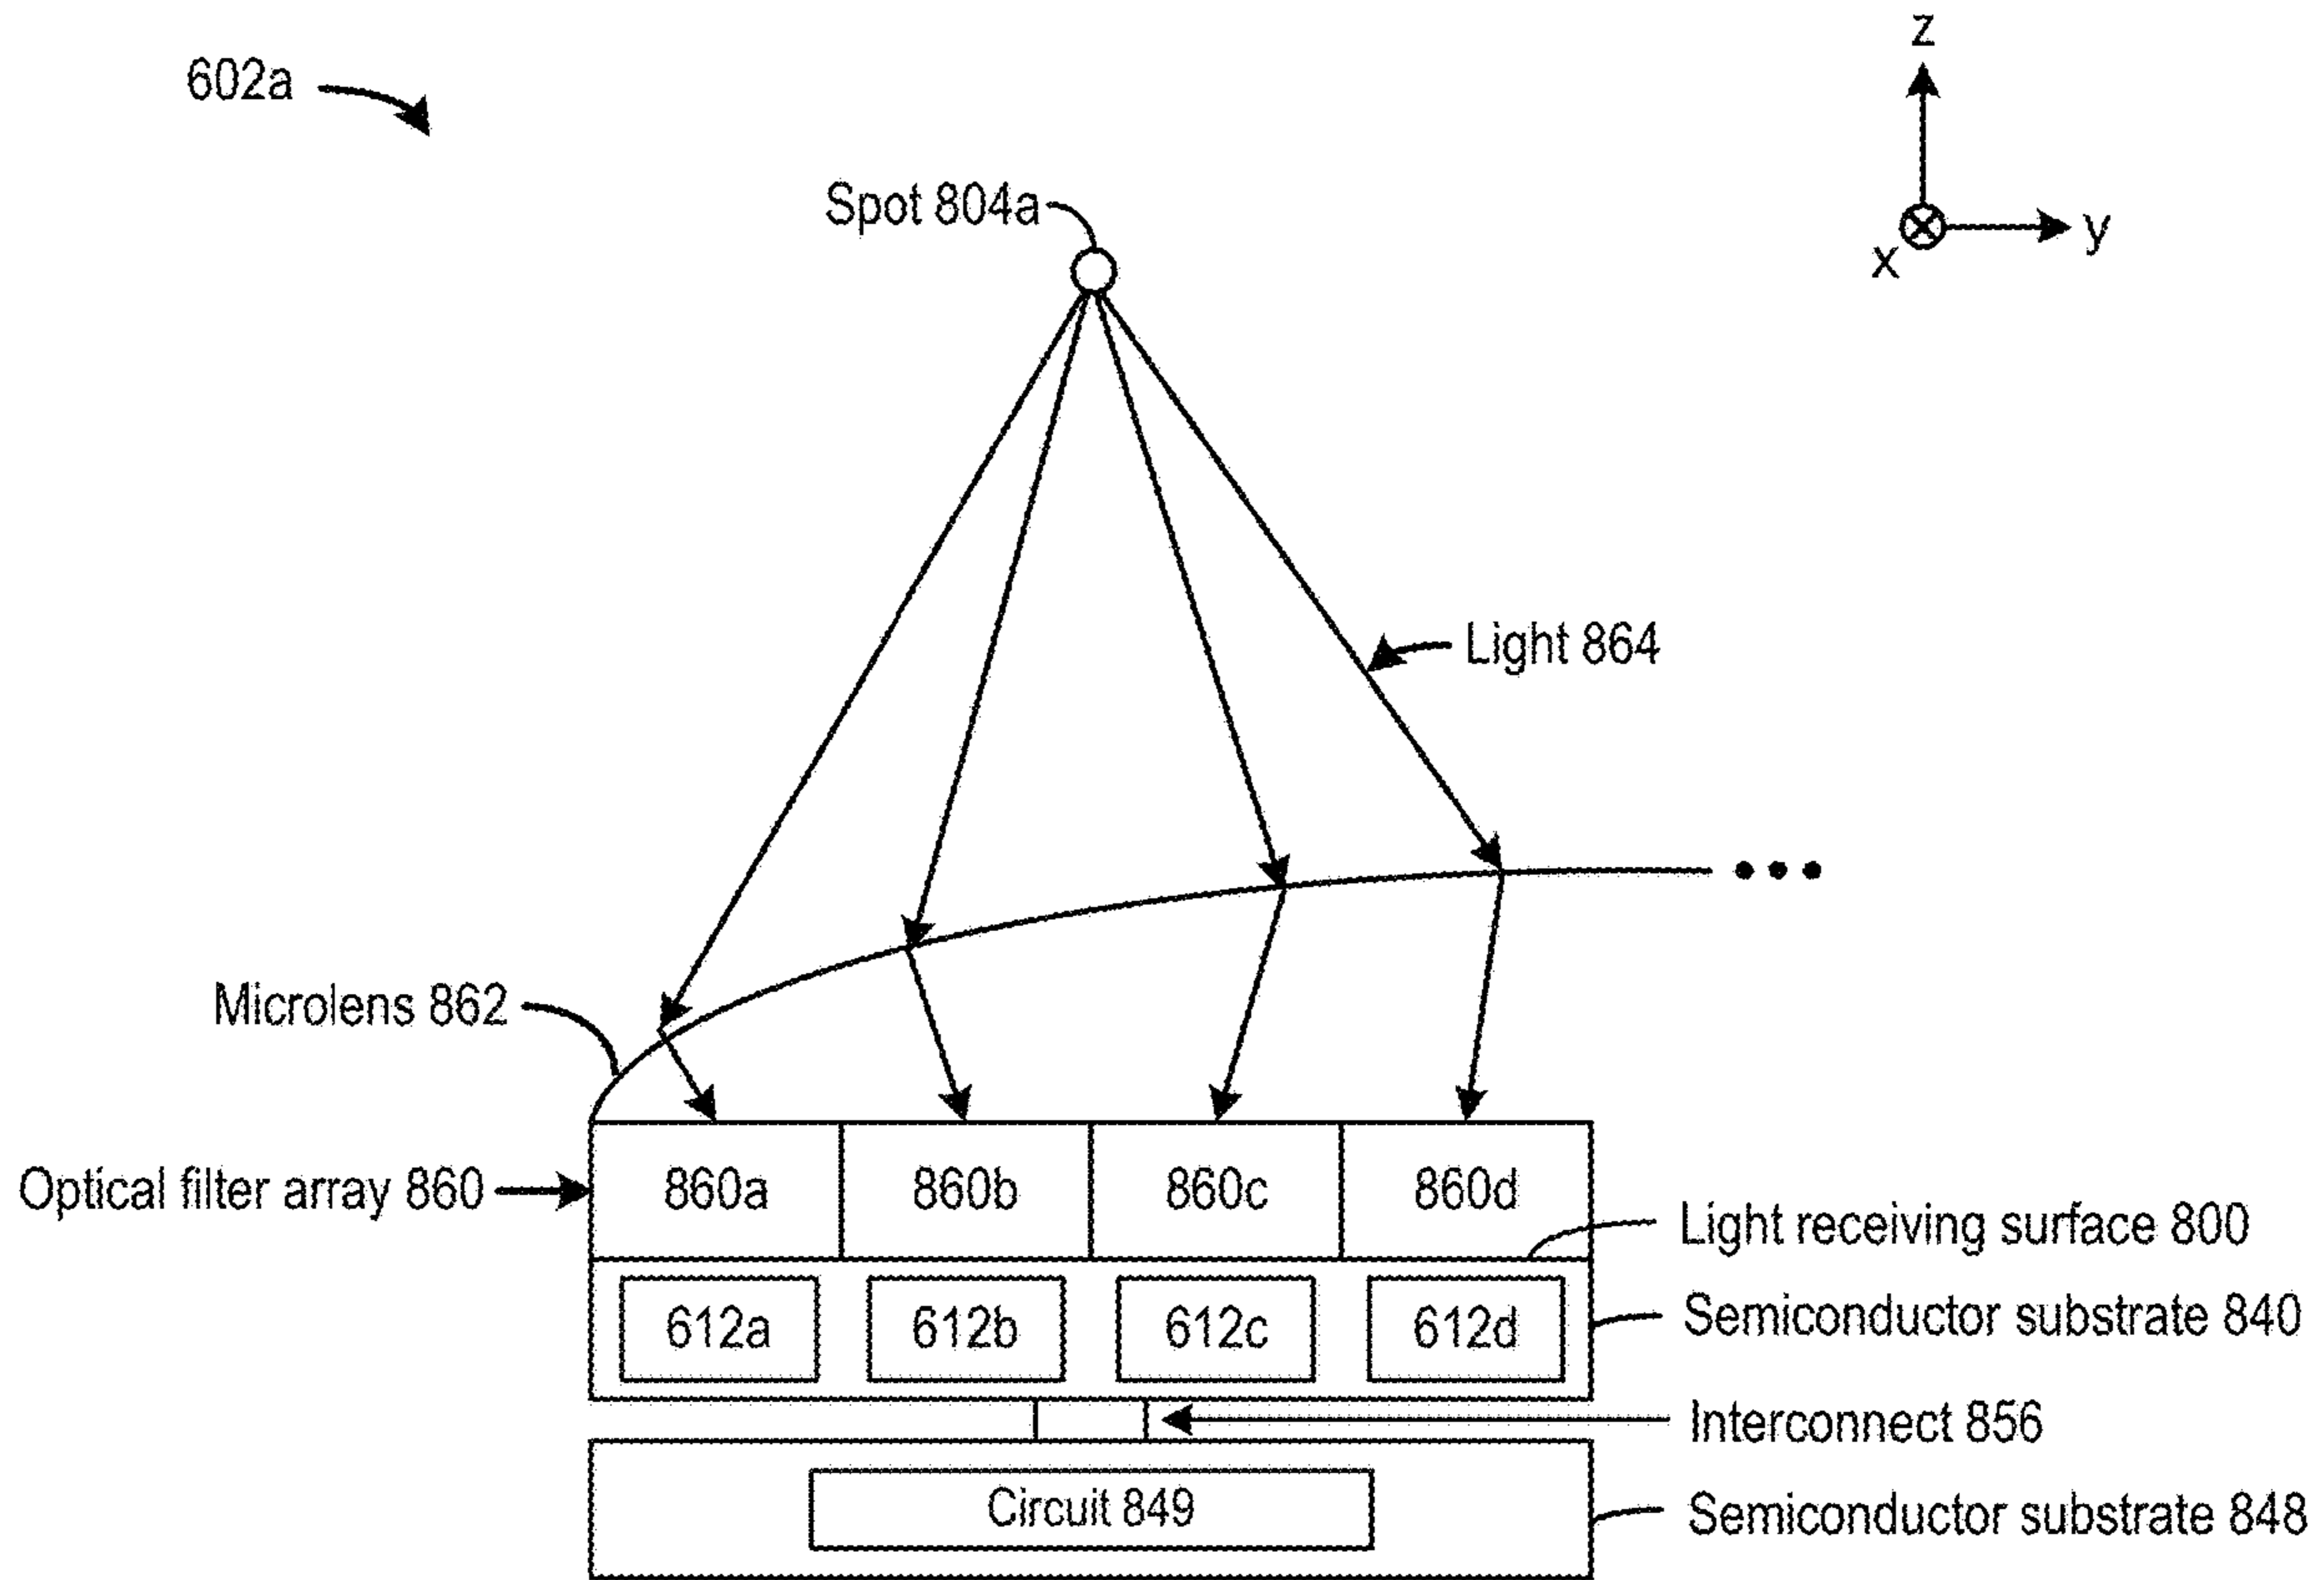 z
602a
Spot 804a
y
x
Light 864
Microlens 862
Optical filter array 860
860a 860b 860c 860d
Light receiving surface 800
612a 612b 612c 612d
Semiconductor substrate 840
Interconnect 856
Circuit 849
Semiconductor substrate 848